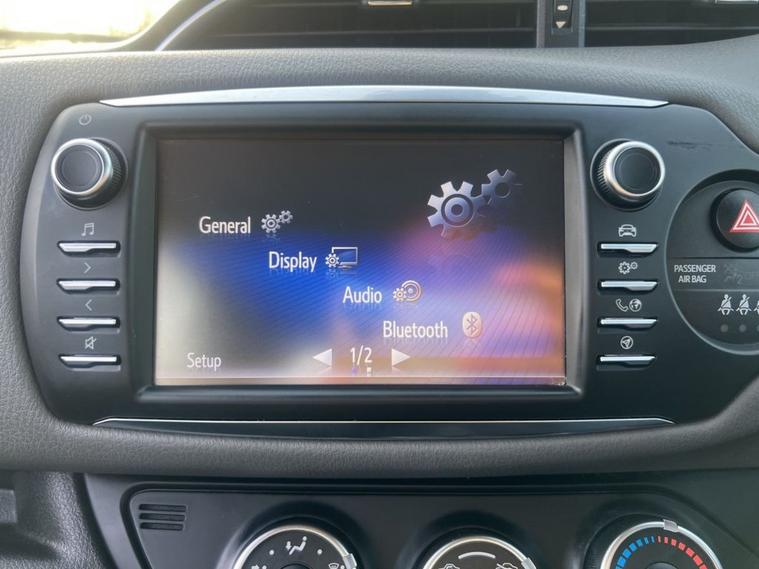 General
Display
Audio
Bluetooth
Setup
1/2
PASSENGER
AIR BAG